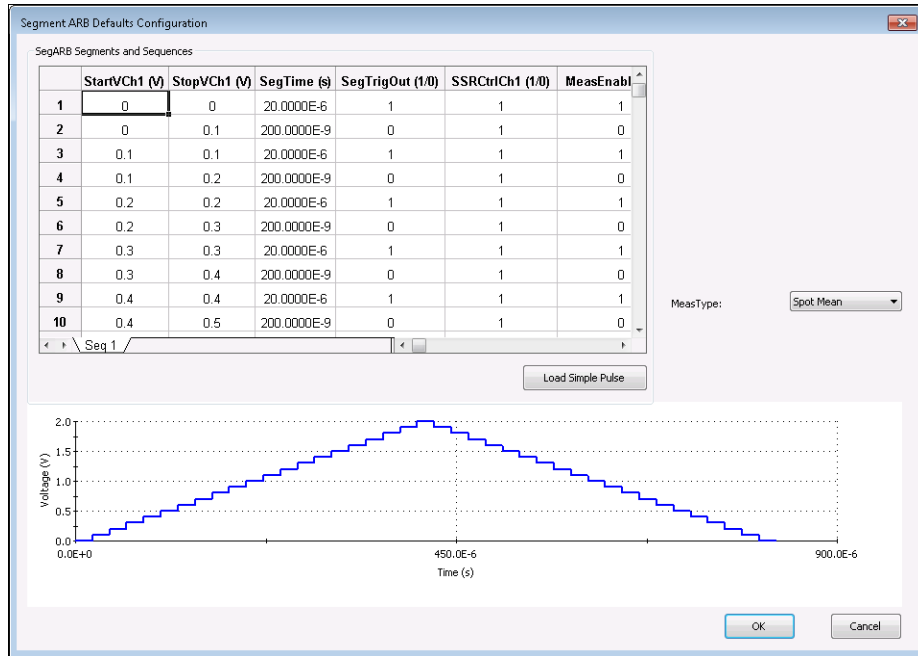 Segment ARB Defaults Configuration
SegARB Segments and Sequences
StartVCh1 (V) StopVCh1 (V) SegTime (s) SegTrigOut (1/0) SSRCtrlCh1 (1/0) MeasEnabl
1 0 0 20.0000E-6 1 1 1
2 0 0.1 200.0000E-9 0 1 0
3 0.1 0.1 20.0000E-6 1 1 1
4 0.1 0.2 200.0000E-9 0 1 0
5 0.2 0.2 20.0000E-6 1 1 1
6 0.2 0.3 200.0000E-9 0 1 0
7 0.3 0.3 20.0000E-6 1 1 1
8 0.3 0.4 200.0000E-9 0 1 0
9 0.4 0.4 20.0000E-6 1 1 1
10 0.4 0.5 200.0000E-9 0 1 0
Seq 1
MeasType: Spot Mean
Load Simple Pulse
Voltage (V)
2.0
1.5
1.0
0.5
0.0
0.0E+0 450.0E-6 900.0E-6
Time (s)
OK Cancel